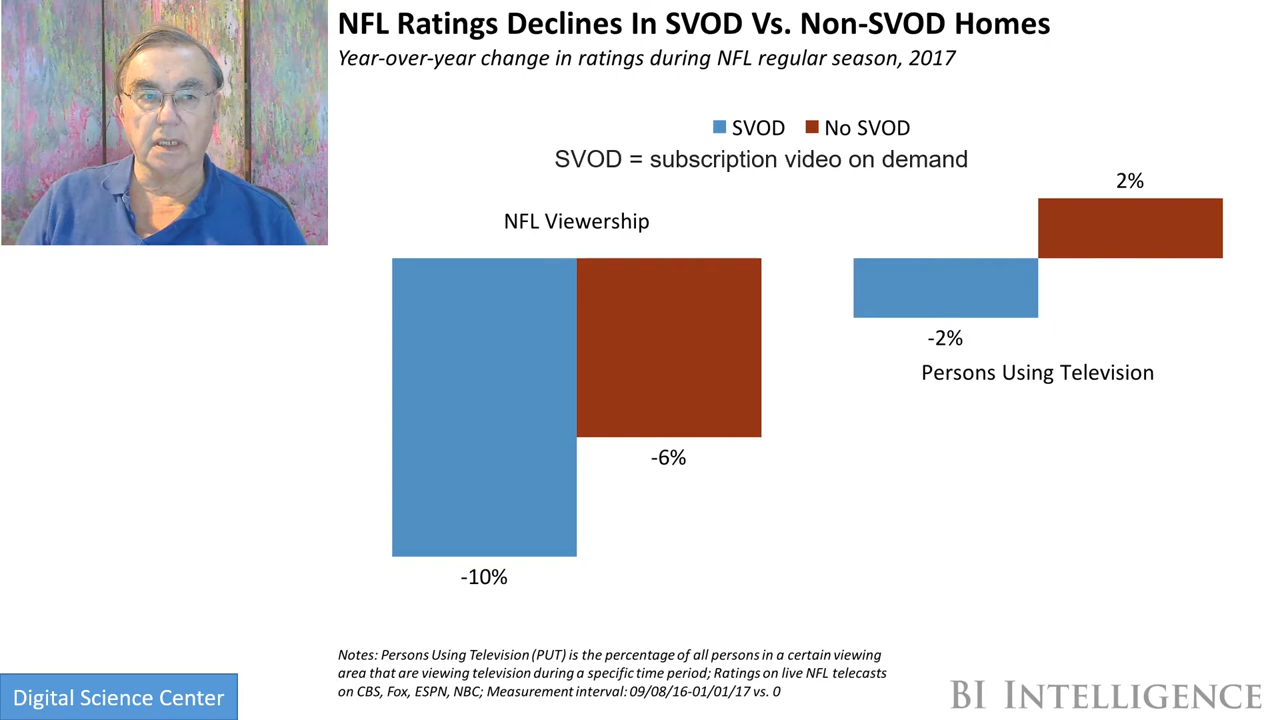 NFL Ratings Declines In SVOD Vs. Non-SVOD Homes
Year-over-year change in ratings during NFL regular season, 2017
SVOD No SVOD
SVOD = subscription video on demand
2%
NFL Viewership
-2%
Persons Using Television
-6%
-10%
Notes: Persons Using Television (PUT) is the percentage of all persons in a certain viewing
area that are viewing television during a specific time period; Ratings on live NFL telecasts
on CBS, Fox, ESPN, NBC; Measurement interval: 09/08/16-01/01/17 vs. 0
Digital Science Center
BI INTELLIGENCE